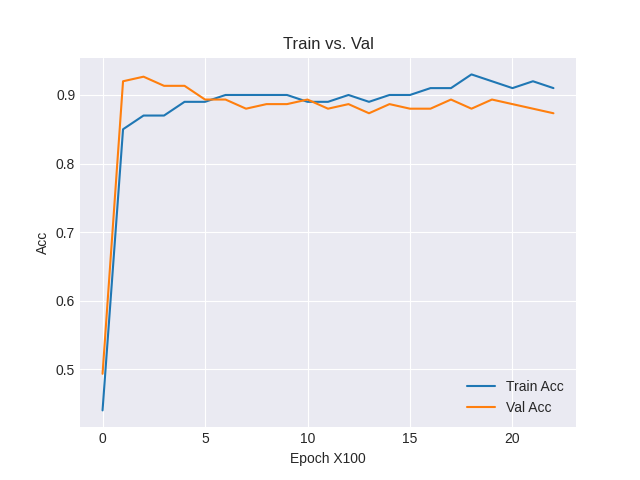 Train vs. Val
0.9
0.8
0.7
0.6
0.5
Acc
Train Acc
Val Acc
0 5 10 15 20
Epoch X100